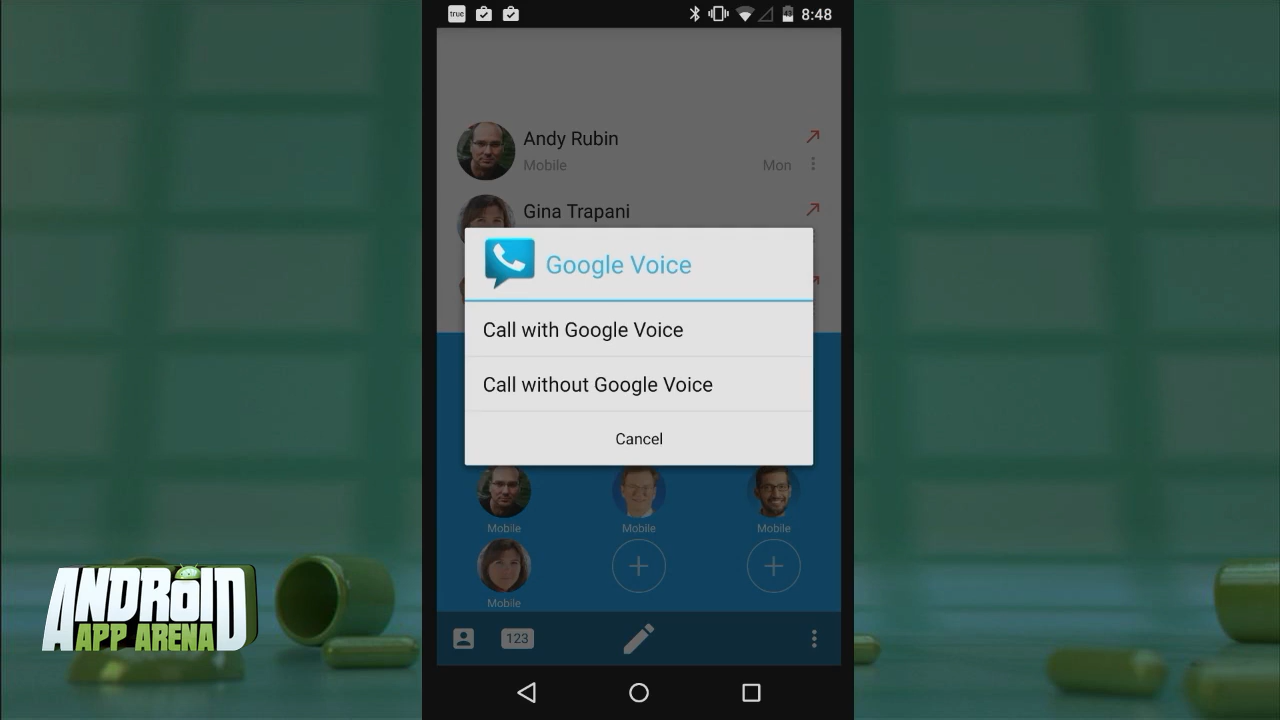 true
43
8:48
Andy Rubin
Mobile
Mon
Gina Trapani
Google Voice
Call with Google Voice
Call without Google Voice
Cancel
Mobile
Mobile
Mobile
Mobile
123
ANDROID
APP ARENA